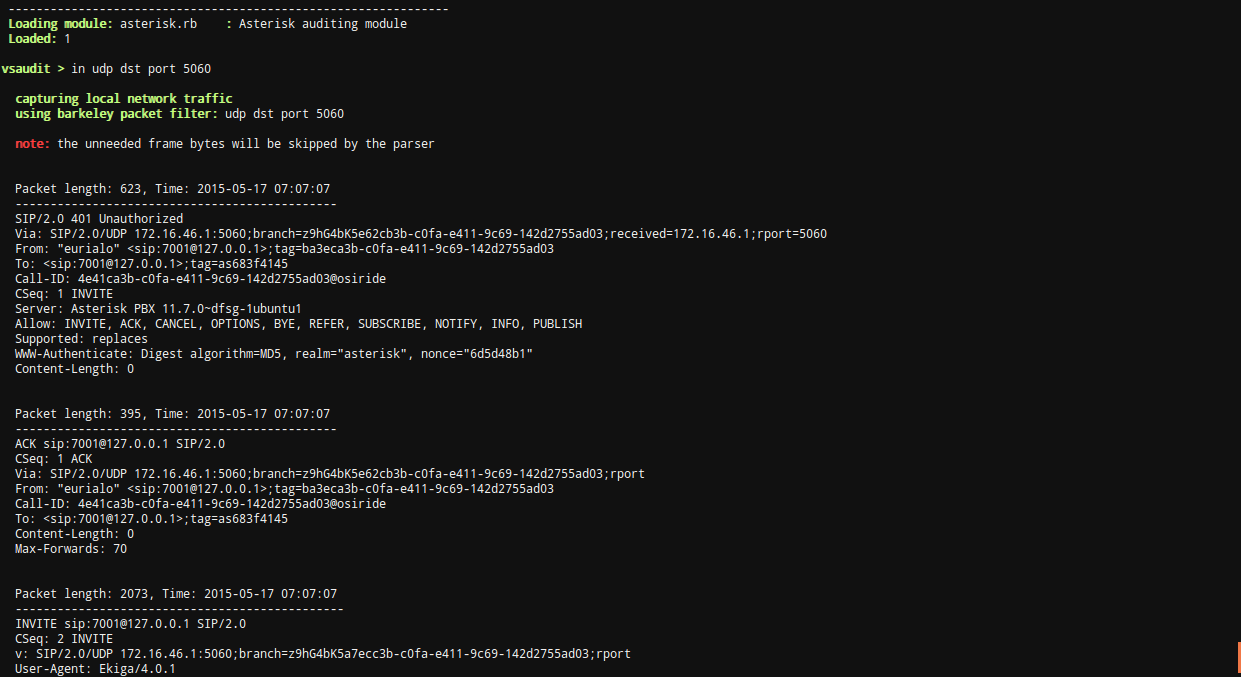 --------------------------------------------------------------
Loading module: asterisk.rb    : Asterisk auditing module
Loaded: 1
vsaudit > in udp dst port 5060
capturing local network traffic
using barkeley packet filter: udp dst port 5060
note: the unneeded frame bytes will be skipped by the parser
Packet length: 623, Time: 2015-05-17 07:07:07
----------------------------------------------
SIP/2.0 401 Unauthorized
Via: SIP/2.0/UDP 172.16.46.1:5060;branch=z9hG4bK5e62cb3b-c0fa-e411-9c69-142d2755ad03;received=172.16.46.1;rport=5060
From: "eurialo" <sip:7001@127.0.0.1>;tag=ba3eca3b-c0fa-e411-9c69-142d2755ad03
To: <sip:7001@127.0.0.1>;tag=as683f4145
Call-ID: 4e41ca3b-c0fa-e411-9c69-142d2755ad03@osiride
CSeq: 1 INVITE
Server: Asterisk PBX 11.7.0~dfsg-1ubuntu1
Allow: INVITE, ACK, CANCEL, OPTIONS, BYE, REFER, SUBSCRIBE, NOTIFY, INFO, PUBLISH
Supported: replaces
WWW-Authenticate: Digest algorithm=MD5, realm="asterisk", nonce="6d5d48b1"
Content-Length: 0
Packet length: 395, Time: 2015-05-17 07:07:07
----------------------------------------------
ACK sip:7001@127.0.0.1 SIP/2.0
CSeq: 1 ACK
Via: SIP/2.0/UDP 172.16.46.1:5060;branch=z9hG4bK5e62cb3b-c0fa-e411-9c69-142d2755ad03;rport
From: "eurialo" <sip:7001@127.0.0.1>;tag=ba3eca3b-c0fa-e411-9c69-142d2755ad03
Call-ID: 4e41ca3b-c0fa-e411-9c69-142d2755ad03@osiride
To: <sip:7001@127.0.0.1>;tag=as683f4145
Content-Length: 0
Max-Forwards: 70
Packet length: 2073, Time: 2015-05-17 07:07:07
-----------------------------------------------
INVITE sip:7001@127.0.0.1 SIP/2.0
CSeq: 2 INVITE
v: SIP/2.0/UDP 172.16.46.1:5060;branch=z9hG4bK5a7ecc3b-c0fa-e411-9c69-142d2755ad03;rport
User-Agent: Ekiga/4.0.1